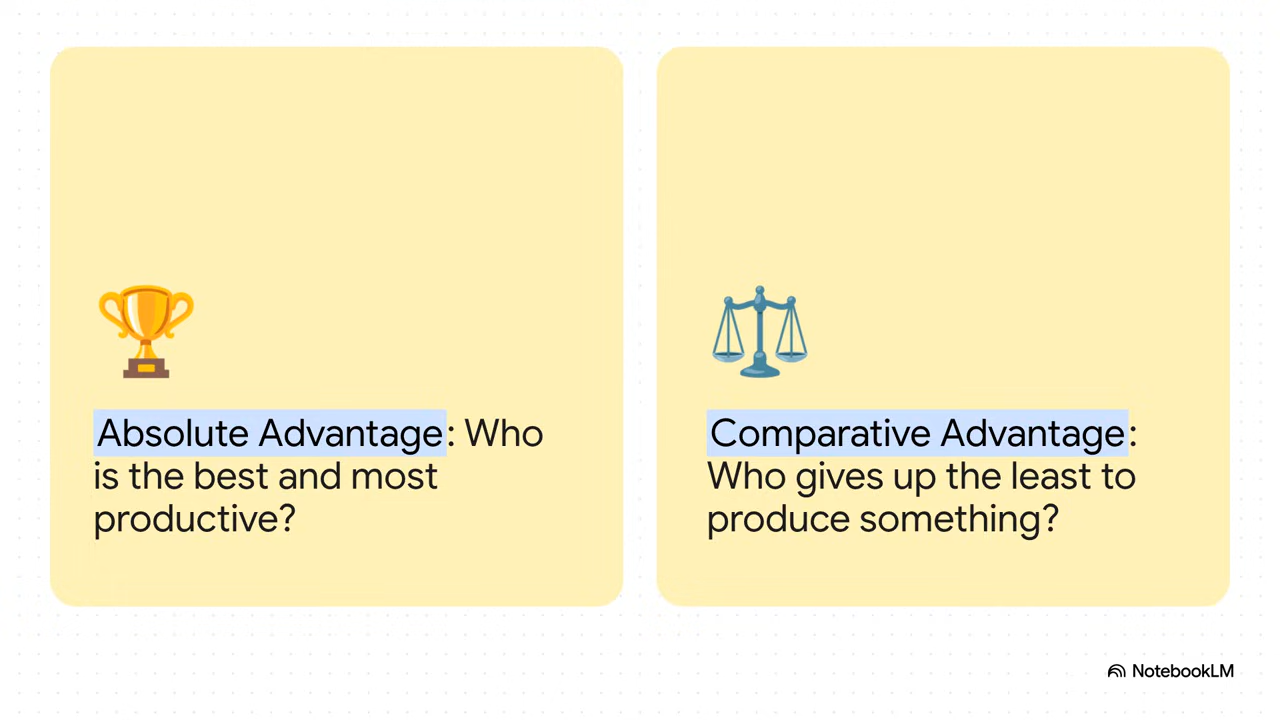 Absolute Advantage: Who
is the best and most
productive?
Comparative Advantage:
Who gives up the least to
produce something?
NotebookLM